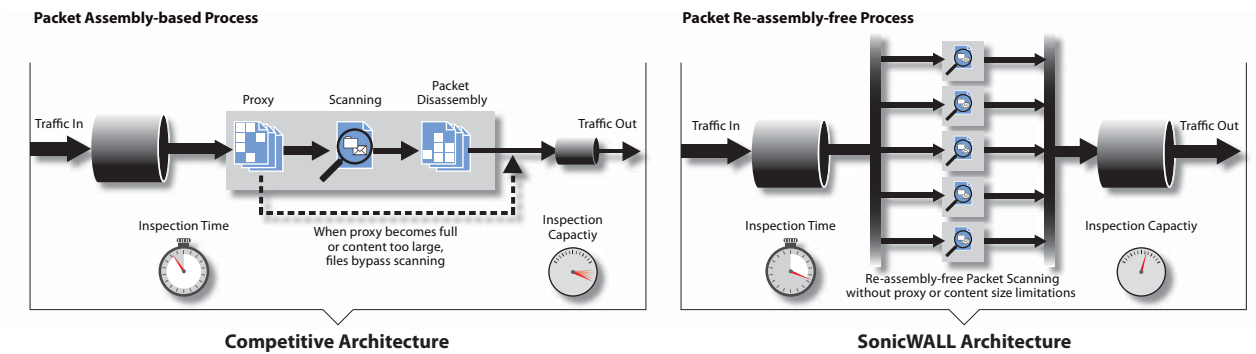 Packet Assembly-based Process
Proxy
Scanning
Packet
Disassembly
Traffic In
Traffic Out
Inspection Time
When proxy becomes full
or content too large,
files bypass scanning
Inspection
Capactiy
Competitive Architecture
Packet Re-assembly-free Process
Traffic In
Traffic Out
Inspection Time
Inspection Capactiy
Re-assembly-free Packet Scanning
without proxy or content size limitations
SonicWALL Architecture